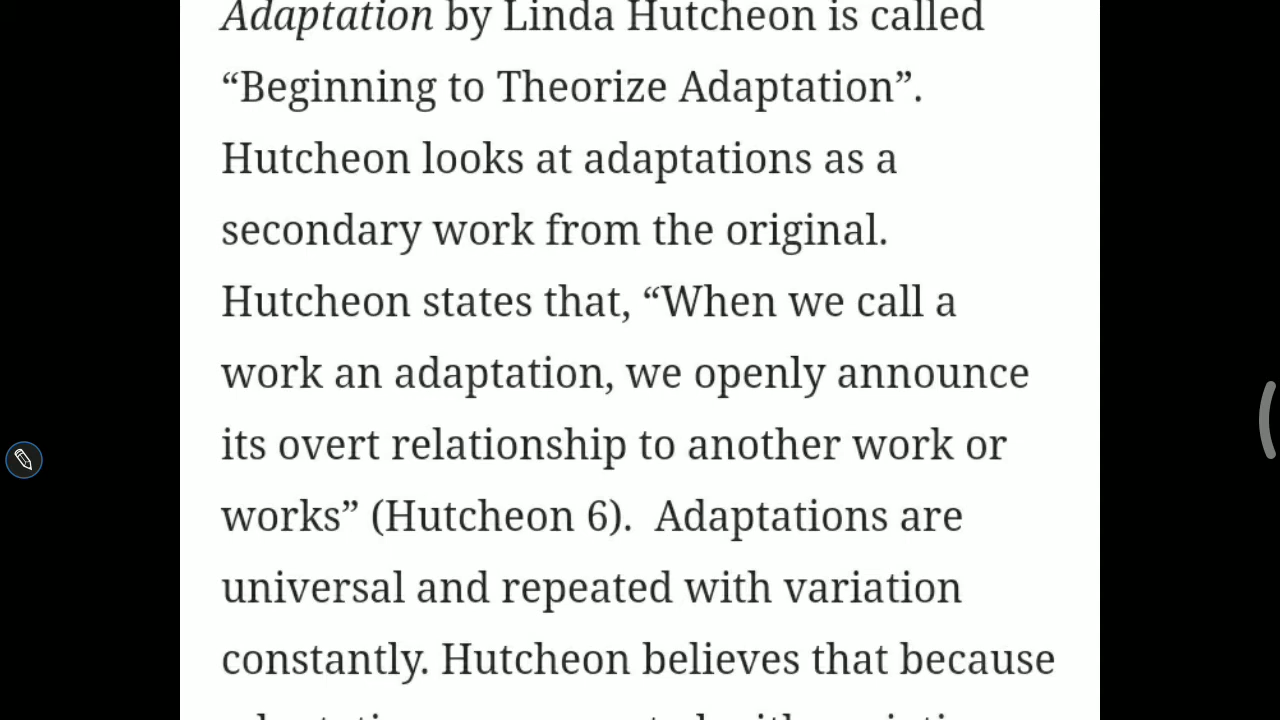 Adaptation by Linda Hutcheon is called
“Beginning to Theorize Adaptation”.
Hutcheon looks at adaptations as a
secondary work from the original.
Hutcheon states that, “When we call a
work an adaptation, we openly announce
its overt relationship to another work or
works” (Hutcheon 6).  Adaptations are
universal and repeated with variation
constantly. Hutcheon believes that because